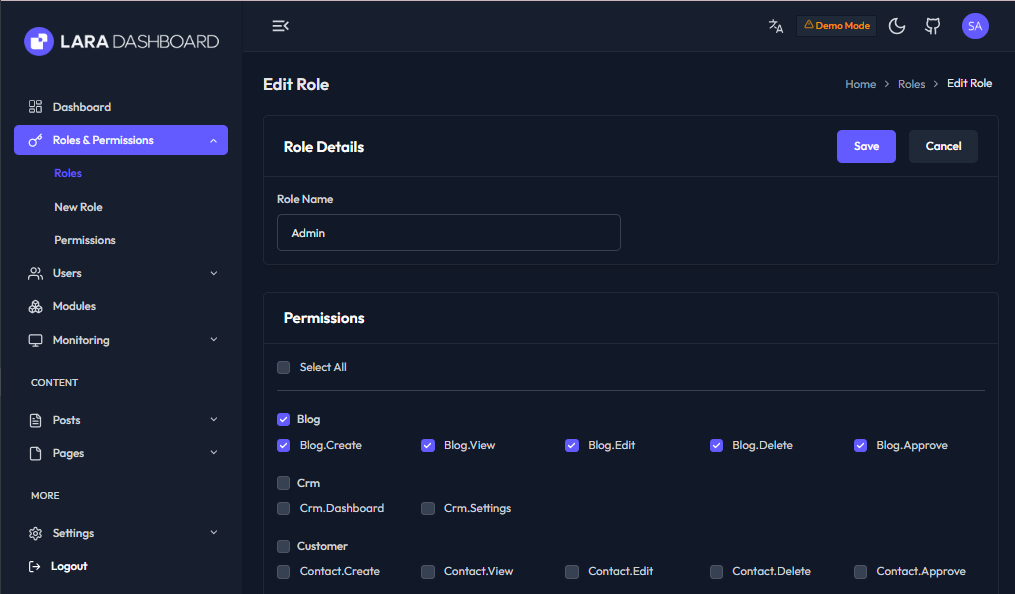 LARA DASHBOARD
Demo Mode
SA
Edit Role
Home > Roles > Edit Role
Dashboard
Roles & Permissions
Roles
New Role
Permissions
Users
Modules
Monitoring
CONTENT
Posts
Pages
MORE
Settings
Logout
Role Details
Save
Cancel
Role Name
Admin
Permissions
Select All
Blog
Blog.Create Blog.View Blog.Edit Blog.Delete Blog.Approve
Crm
Crm.Dashboard Crm.Settings
Customer
Contact.Create Contact.View Contact.Edit Contact.Delete Contact.Approve